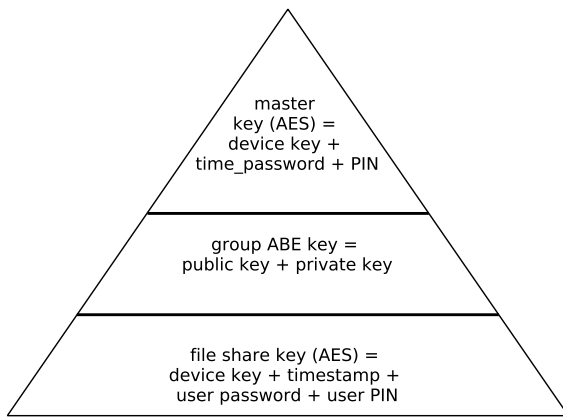 master
key (AES) =
device key +
time_password + PIN
group ABE key =
public key + private key
file share key (AES) =
device key + timestamp +
user password + user PIN